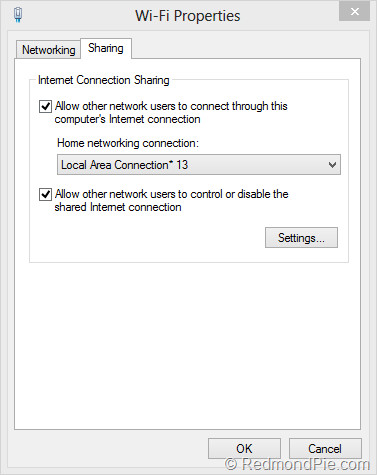 Wi-Fi Properties
Networking
Sharing
Internet Connection Sharing
Allow other network users to connect through this
computer's Internet connection
Home networking connection:
Local Area Connection* 13
Allow other network users to control or disable the
shared Internet connection
Settings...
OK
Cancel
© RedmondPie.com